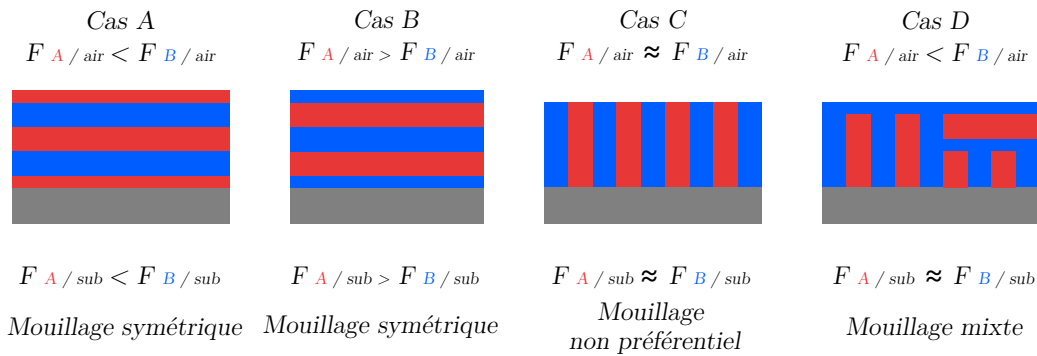 Cas A
F A / air < F B / air
Cas B
F A / air > F B / air
Cas C
F A / air ≈ F B / air
Cas D
F A / air < F B / air
F A / sub < F B / sub
Mouillage symétrique
F A / sub > F B / sub
Mouillage symétrique
F A / sub ≈ F B / sub
Mouillage
non préférentiel
F A / sub ≈ F B / sub
Mouillage mixte